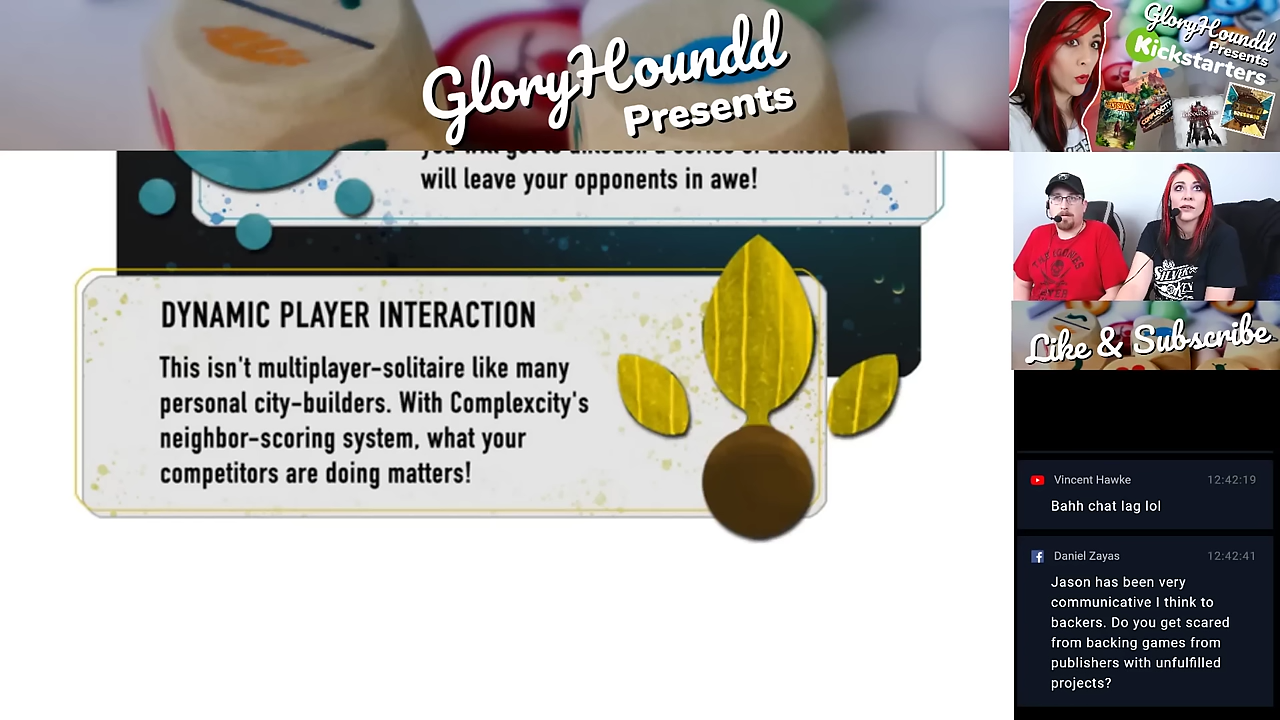 GloryHoundd
Presents
will leave your opponents in awe!
DYNAMIC PLAYER INTERACTION
This isn't multiplayer-solitaire like many
personal city-builders. With Complexcity's
neighbor-scoring system, what your
competitors are doing matters!
GloryHoundd
Presents
Kickstarters
Like & Subscribe
Vincent Hawke 12:42:19
Bahh chat lag lol
Daniel Zayas 12:42:41
Jason has been very
communicative I think to
backers. Do you get scared
from backing games from
publishers with unfulfilled
projects?